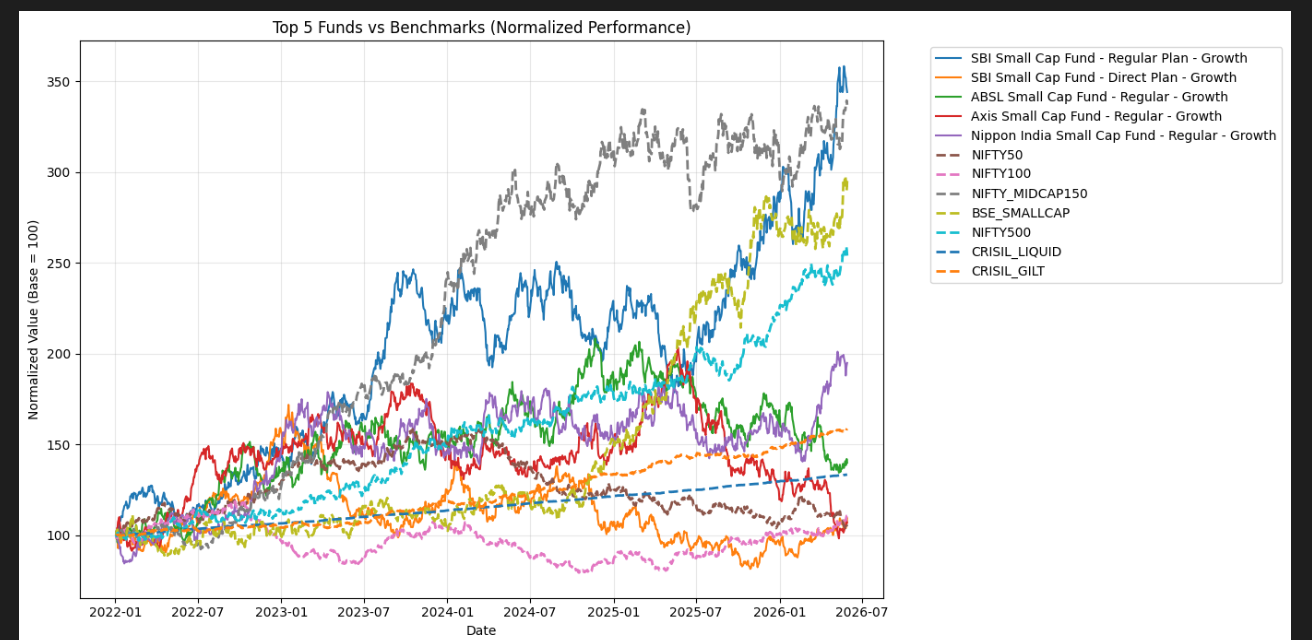 Top 5 Funds vs Benchmarks (Normalized Performance)
Normalized Value (Base = 100)
350
300
250
200
150
100
2022-01 2022-07 2023-01 2023-07 2024-01 2024-07 2025-01 2025-07 2026-01 2026-07
Date
SBI Small Cap Fund - Regular Plan - Growth
SBI Small Cap Fund - Direct Plan - Growth
ABSL Small Cap Fund - Regular - Growth
Axis Small Cap Fund - Regular - Growth
Nippon India Small Cap Fund - Regular - Growth
NIFTY50
NIFTY100
NIFTY_MIDCAP150
BSE_SMALLCAP
NIFTY500
CRISIL_LIQUID
CRISIL_GILT